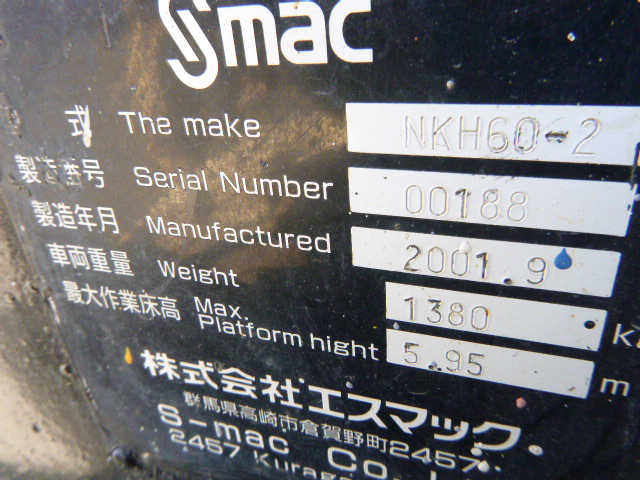 Smac
式 The make NKH60-2
製造番号 Serial Number 00188
製造年月 Manufactured 2001.9
車両重量 Weight 1380
最大作業床高 Max. Platform hight 5.95 m
株式会社エスマック
群馬県高崎市倉賀野町2457
S-mac Co.
2457